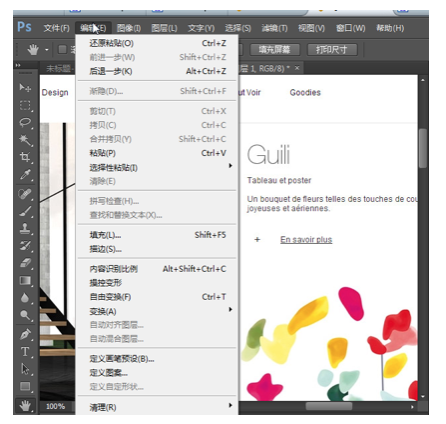 Ps 文件(F) 编辑(E) 图像(I) 图层(L) 文字(Y) 选择(S) 滤镜(T) 视图(V) 窗口(W) 帮助(H)
填充屏幕 打印尺寸
未标题 图层 1, RGB/8) * ×
还原粘贴(O) Ctrl+Z
前进一步(W) Shift+Ctrl+Z
后退一步(K) Alt+Ctrl+Z
渐隐(D)... Shift+Ctrl+F
剪切(T) Ctrl+X
拷贝(C) Ctrl+C
合并拷贝(Y) Shift+Ctrl+C
粘贴(P) Ctrl+V
选择性粘贴(I)
清除(E)
拼写检查(H)...
查找和替换文本(X)...
填充(L)... Shift+F5
描边(S)...
内容识别比例 Alt+Shift+Ctrl+C
操控变形
自由变换(F) Ctrl+T
变换(A)
自动对齐图层...
自动混合图层...
定义画笔预设(B)...
定义图案...
定义自定形状...
清理(R)
Design
ut Voir Goodies
Guili
Tableau et poster
Un bouquet de fleurs telles des touches de cou
joyeuses et aériennes.
+ En savoir plus
100%